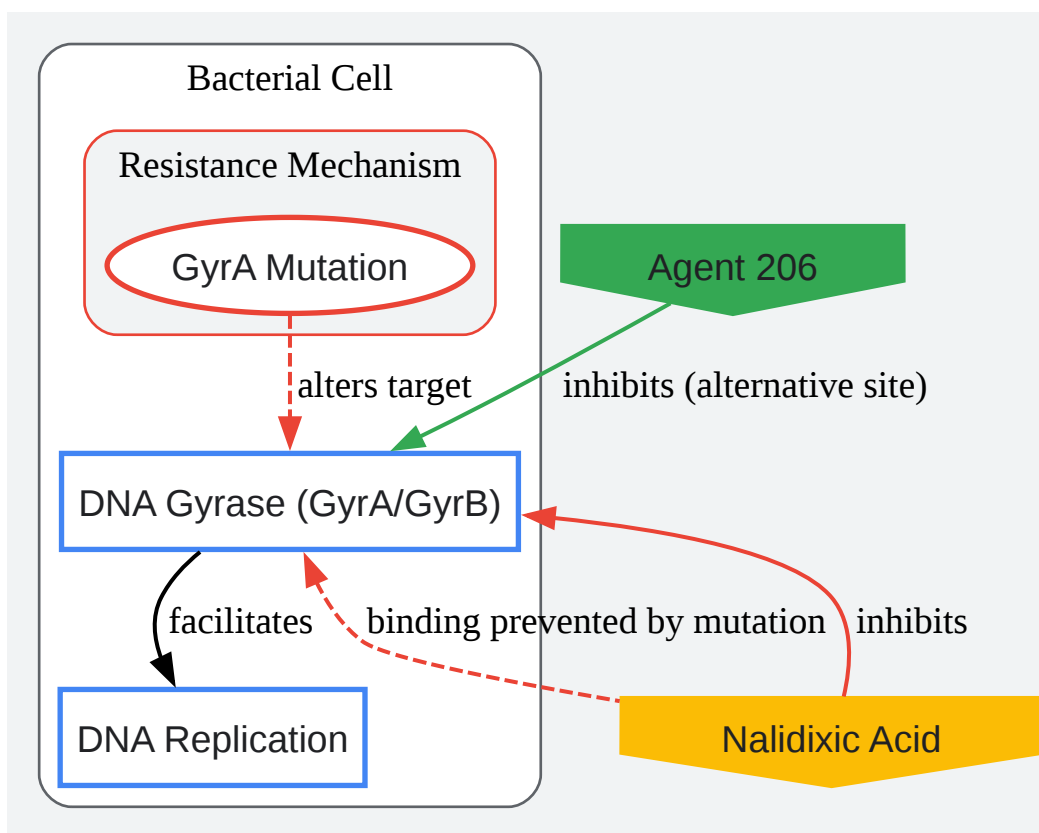 Bacterial Cell
Resistance Mechanism
GyrA Mutation
Agent 206
alters target
inhibits (alternative site)
DNA Gyrase (GyrA/GyrB)
facilitates
binding prevented by mutation
inhibits
DNA Replication
Nalidixic Acid